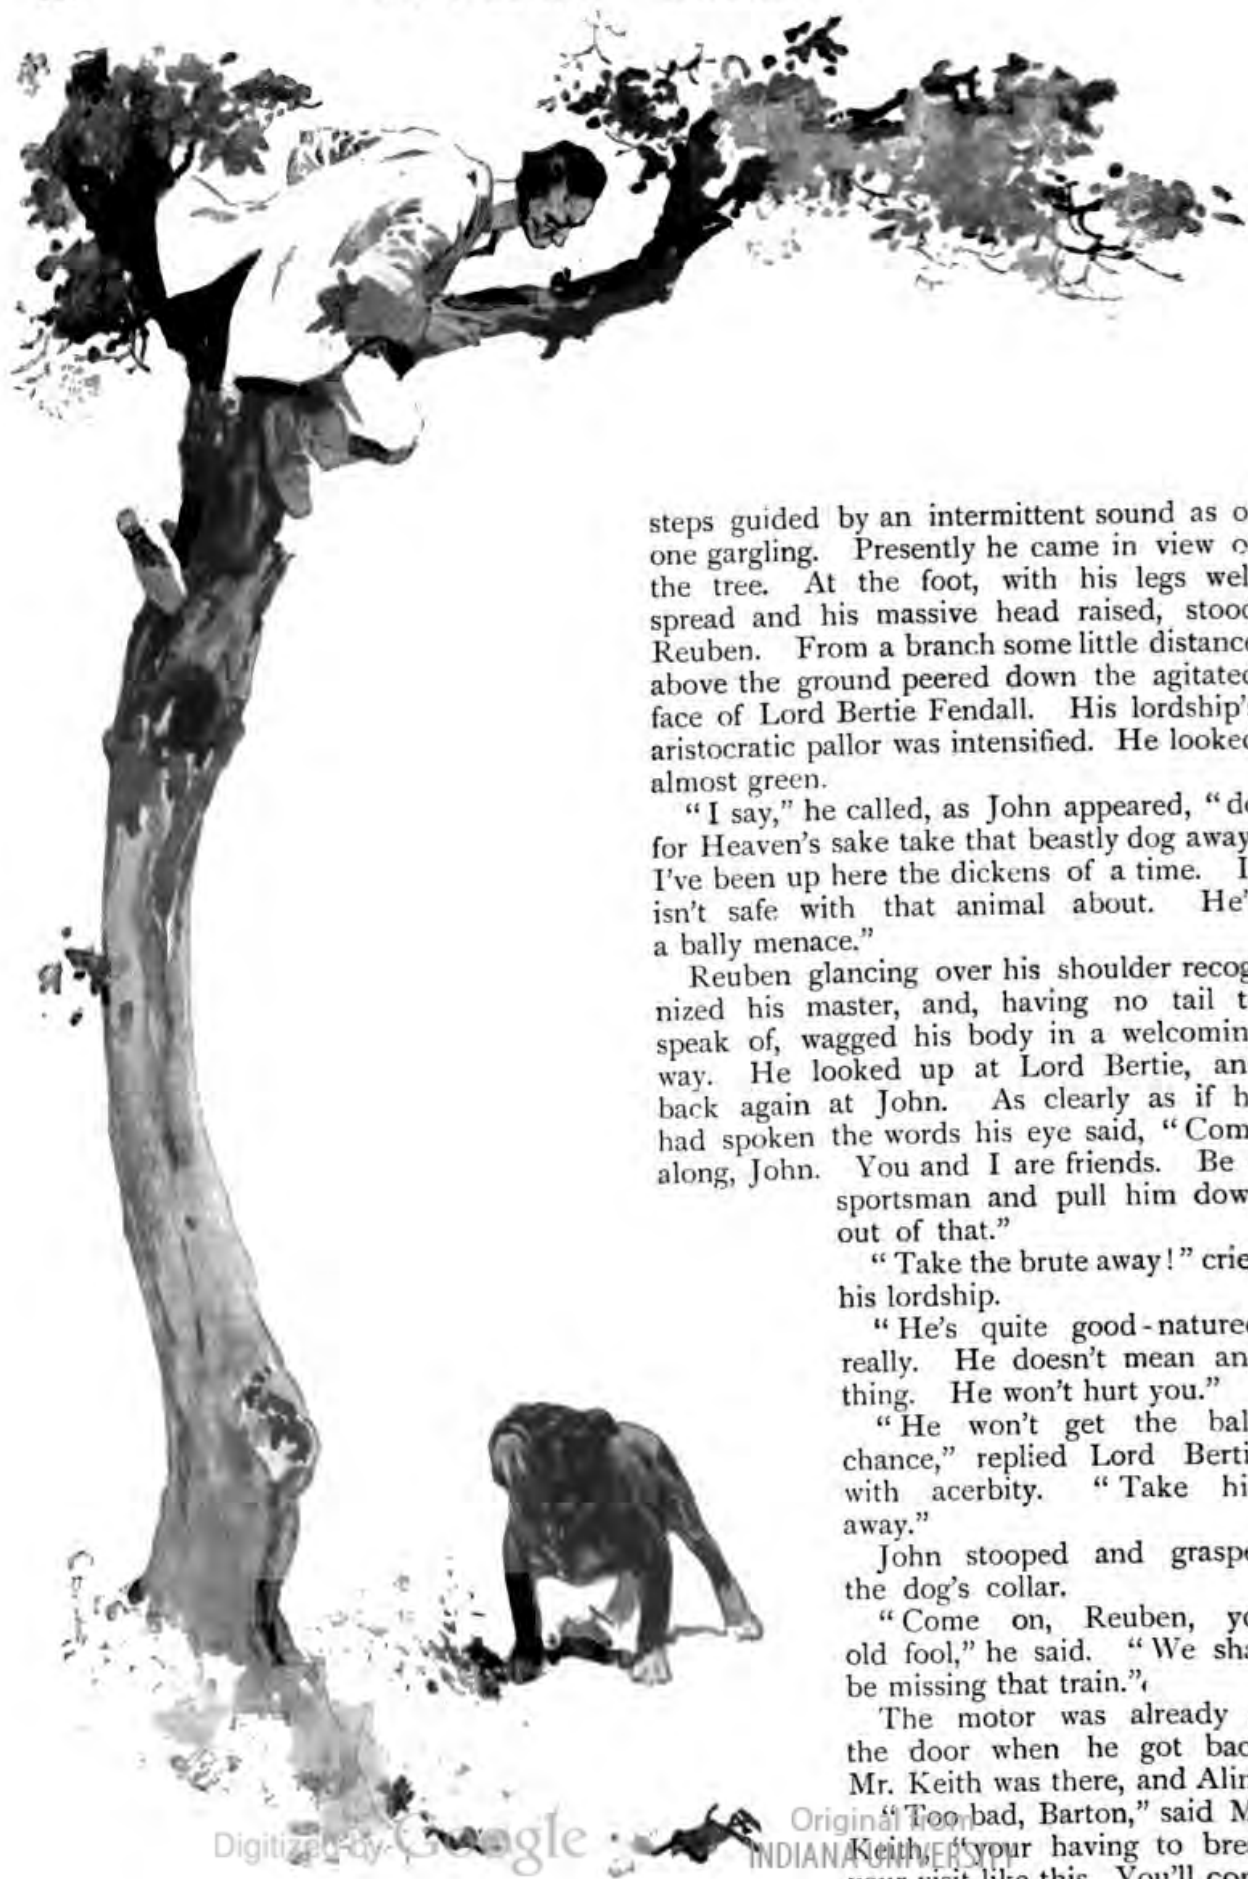 steps guided by an intermittent sound as o
one gargling. Presently he came in view o
the tree. At the foot, with his legs wel
spread and his massive head raised, stood
Reuben. From a branch some little distance
above the ground peered down the agitated
face of Lord Bertie Fendall. His lordship's
aristocratic pallor was intensified. He looked
almost green.
“I say,” he called, as John appeared, “do
for Heaven's sake take that beastly dog away
I've been up here the dickens of a time. I
isn't safe with that animal about. He'
a bally menace.”
Reuben glancing over his shoulder recog
nized his master, and, having no tail t
speak of, wagged his body in a welcomin
way. He looked up at Lord Bertie, an
back again at John. As clearly as if h
had spoken the words his eye said, “Com
along, John. You and I are friends. Be
sportsman and pull him dow
out of that.”
“Take the brute away!” crie
his lordship.
“He's quite good-natured
really. He doesn't mean an
thing. He won't hurt you.”
“He won't get the bal
chance,” replied Lord Berti
with acerbity. “Take hi
away.”
John stooped and graspe
the dog's collar.
“Come on, Reuben, yo
old fool,” he said. “We sha
be missing that train.”
The motor was already
the door when he got bac
Mr. Keith was there, and Alin
“Too bad, Barton,” said M
Keith, “your having to brea
your visit like this. You'll con
Digitized by Google
Original from
INDIANA UNIVERSITY